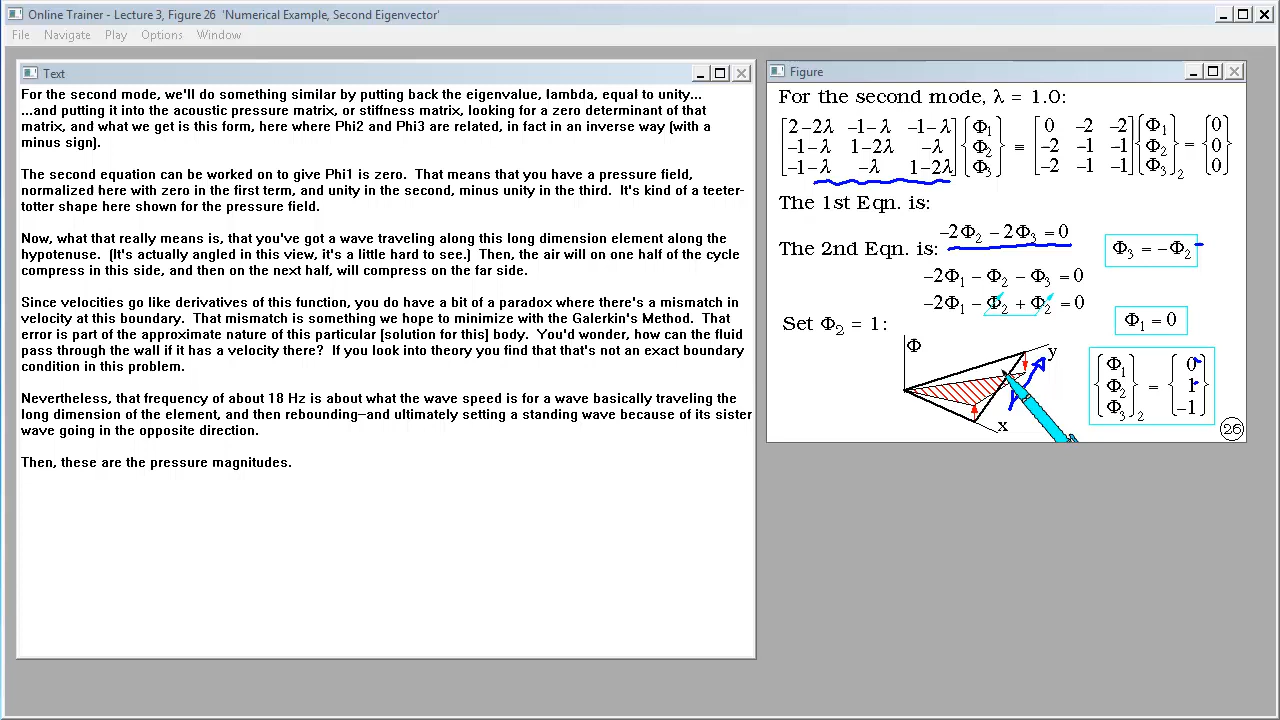 Online Trainer - Lecture 3, Figure 26 'Numerical Example, Second Eigenvector'
File Navigate Play Options Window
Text
For the second mode, we'll do something similar by putting back the eigenvalue, lambda, equal to unity...
...and putting it into the acoustic pressure matrix, or stiffness matrix, looking for a zero determinant of that
matrix, and what we get is this form, here where Phi2 and Phi3 are related, in fact in an inverse way (with a
minus sign).
The second equation can be worked on to give Phi1 is zero. That means that you have a pressure field,
normalized here with zero in the first term, and unity in the second, minus unity in the third. It's kind of a teeter-
totter shape here shown for the pressure field.
Now, what that really means is, that you've got a wave traveling along this long dimension element along the
hypotenuse. (It's actually angled in this view, it's a little hard to see.) Then, the air will on one half of the cycle
compress in this side, and then on the next half, will compress on the far side.
Since velocities go like derivatives of this function, you do have a bit of a paradox where there's a mismatch in
velocity at this boundary. That mismatch is something we hope to minimize with the Galerkin's Method. That
error is part of the approximate nature of this particular [solution for this] body. You'd wonder, how can the fluid
pass through the wall if it has a velocity there? If you look into theory you find that that's not an exact boundary
condition in this problem.
Nevertheless, that frequency of about 18 Hz is about what the wave speed is for a wave basically traveling the
long dimension of the element, and then rebounding--and ultimately setting a standing wave because of its sister
wave going in the opposite direction.
Then, these are the pressure magnitudes.
Figure
For the second mode, λ = 1.0:
2-2λ -1-λ -1-λ Φ1 0 -2 -2 Φ1 0
-1-λ 1-2λ -λ Φ2 ≡ -2 -1 -1 Φ2 = 0
-1-λ -λ 1-2λ Φ3 -2 -1 -1 Φ3 2 0
The 1st Eqn. is:
-2Φ2 - 2Φ3 = 0
The 2nd Eqn. is:
Φ3 = -Φ2
-2Φ1 - Φ2 - Φ3 = 0
-2Φ1 - Φ2 + Φ2 = 0
Set Φ2 = 1:
Φ1 = 0
Φ
y
x
Φ1 0
Φ2 = 1
Φ3 2 -1
26